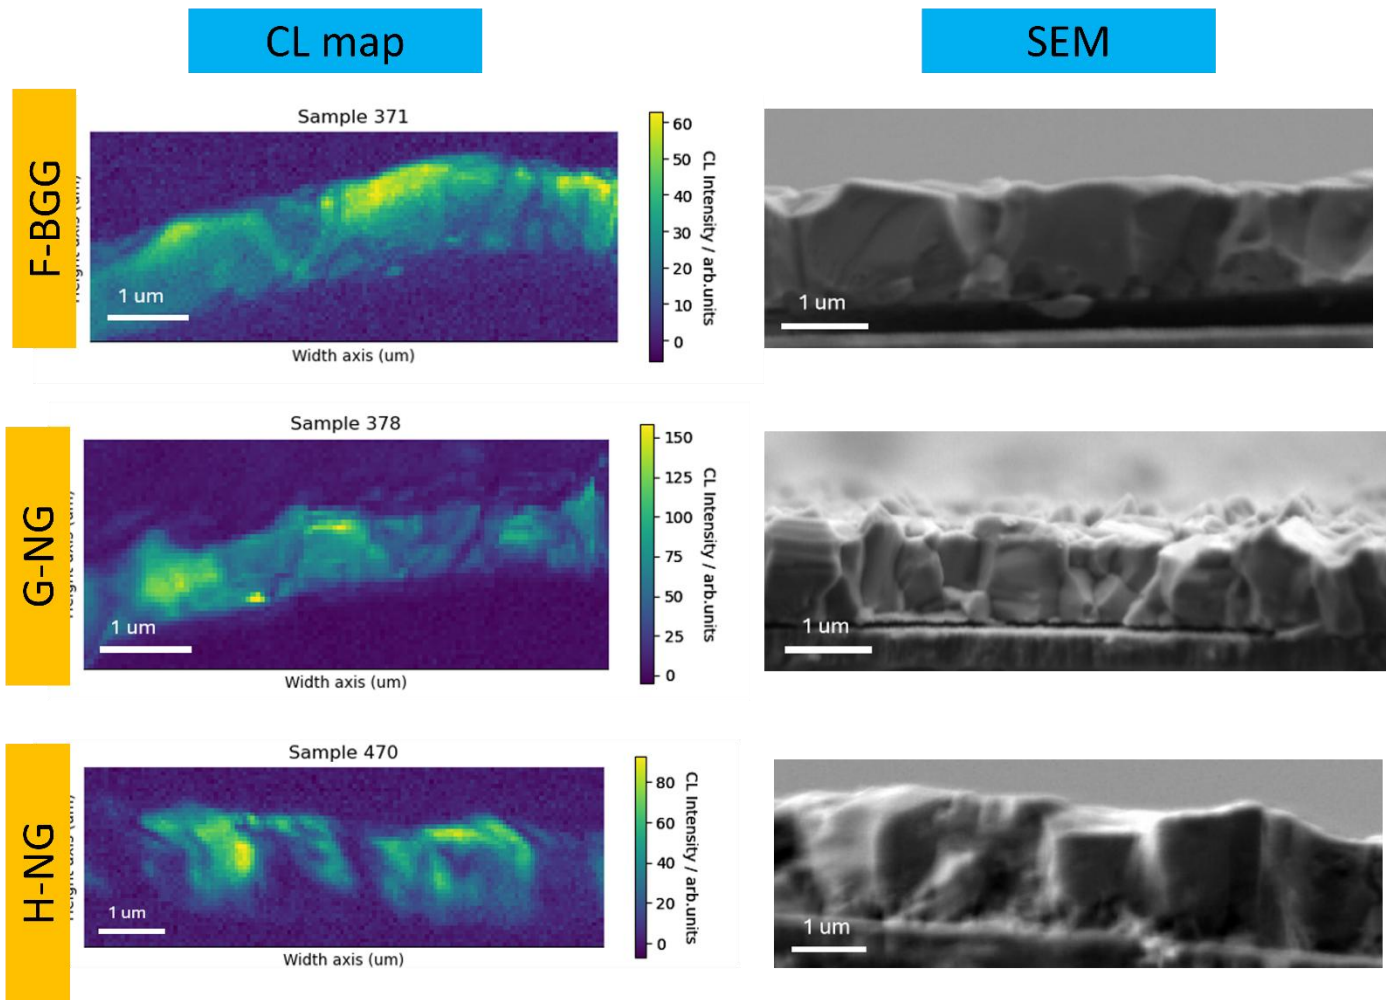 CL map
SEM
F-BGG
Sample 371
1 um
Width axis (um)
60
50
40
30
20
10
0
CL Intensity / arb.units
1 um
G-NG
Sample 378
1 um
Width axis (um)
150
125
100
75
50
25
0
CL Intensity / arb.units
1 um
H-NG
Sample 470
1 um
Width axis (um)
80
60
40
20
0
CL Intensity / arb.units
1 um